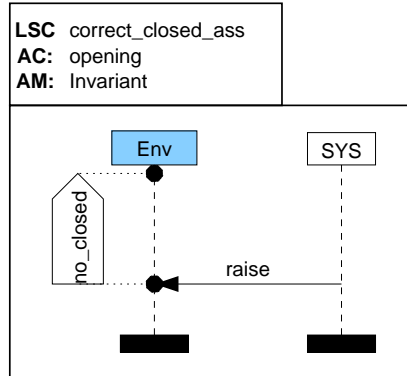 LSC correct_closed_ass
AC: opening
AM: Invariant
Env
SYS
no_closed
raise